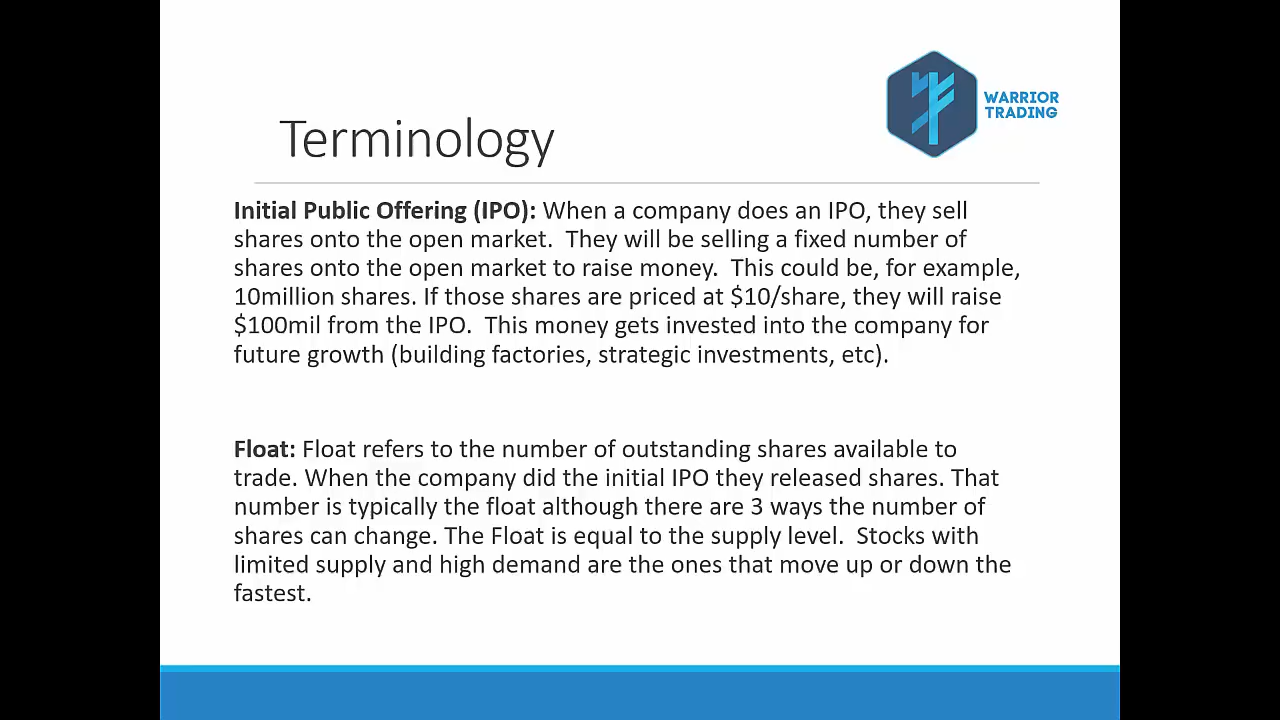 WARRIOR
TRADING
Terminology
Initial Public Offering (IPO): When a company does an IPO, they sell
shares onto the open market.  They will be selling a fixed number of
shares onto the open market to raise money.  This could be, for example,
10million shares. If those shares are priced at $10/share, they will raise
$100mil from the IPO.  This money gets invested into the company for
future growth (building factories, strategic investments, etc).
Float: Float refers to the number of outstanding shares available to
trade. When the company did the initial IPO they released shares. That
number is typically the float although there are 3 ways the number of
shares can change. The Float is equal to the supply level.  Stocks with
limited supply and high demand are the ones that move up or down the
fastest.